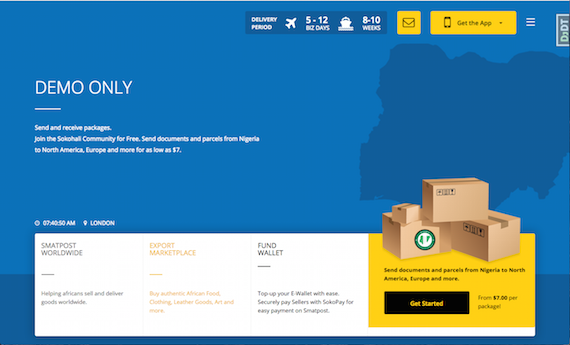 DELIVERY PERIOD 5 - 12 BIZ DAYS 8-10 WEEKS Get the App
DJDT
DEMO ONLY
Send and receive packages.
Join the Sokohali Community for Free, Send documents and parcels from Nigeria
to North America, Europe and more for as low as $7.
07:40:50 AM LONDON
SMATPOST
WORLDWIDE
Helping africans sell and deliver
goods worldwide.
EXPORT
MARKETPLACE
Buy authentic African Food,
Clothing, Leather Goods, Art and
more.
FUND
WALLET
Top-up your E-Wallet with ease.
Securely pay Sellers with SokoPay for
easy payment on Smatpost.
Send documents and parcels from Nigeria to North
America, Europe and more.
Get Started
From $7.00 per
package!